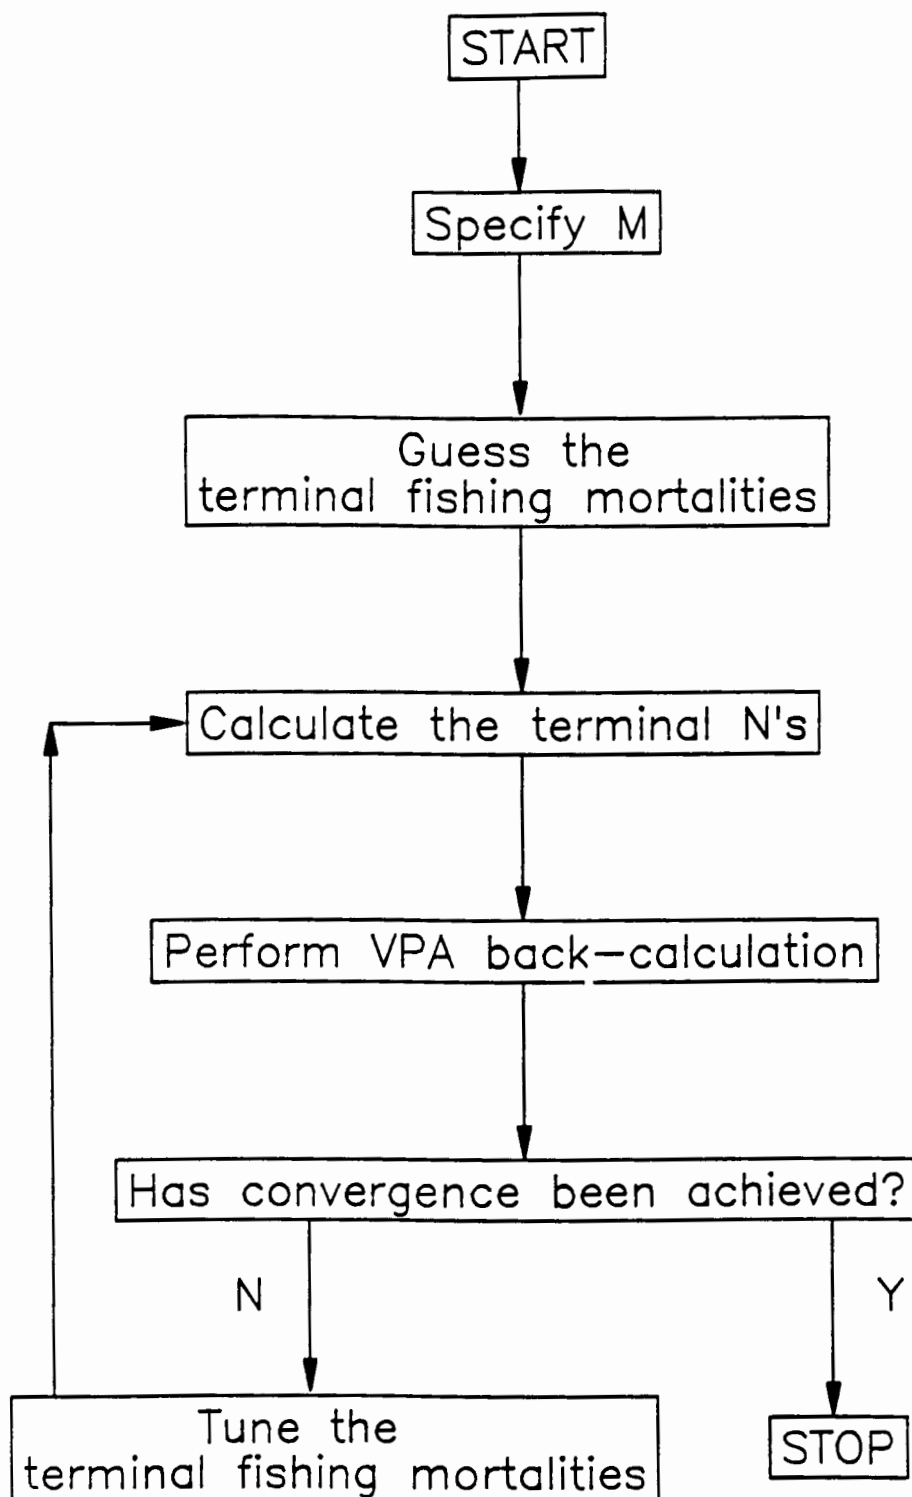 START
Specify M
Guess the
terminal fishing mortalities
Calculate the terminal N's
Perform VPA back-calculation
Has convergence been achieved?
N
Y
Tune the
terminal fishing mortalities
STOP